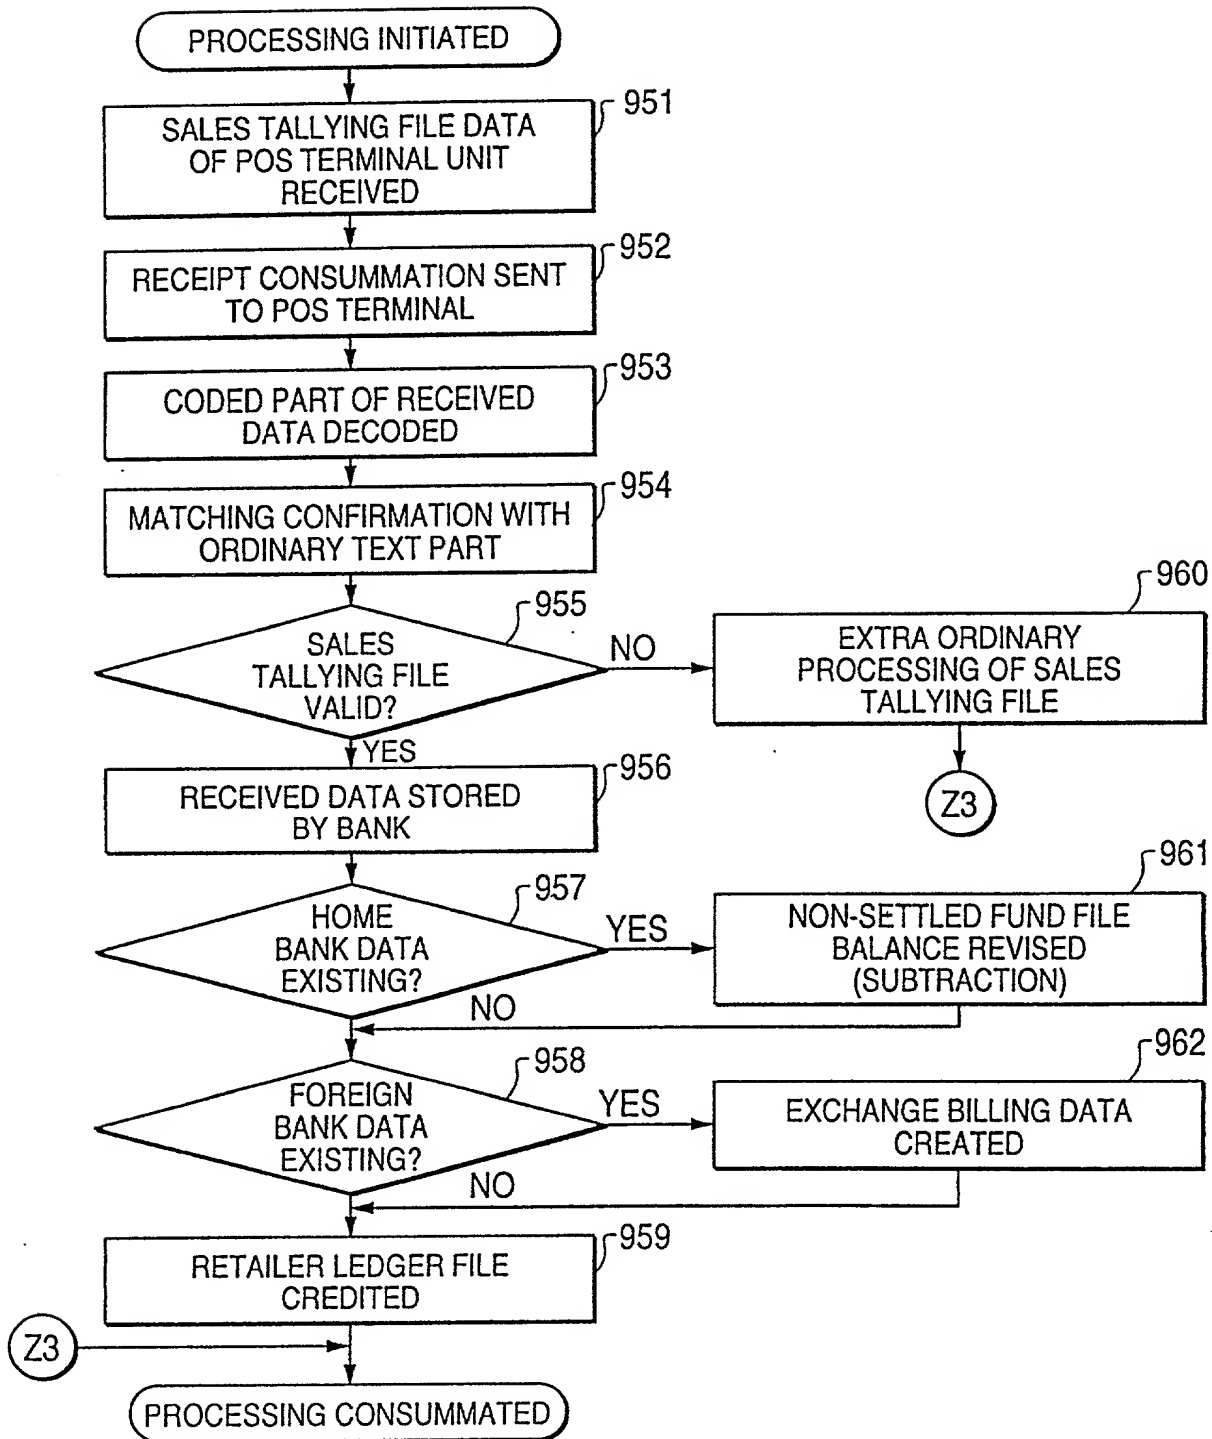 PROCESSING INITIATED
951
SALES TALLYING FILE DATA
OF POS TERMINAL UNIT
RECEIVED
952
RECEIPT CONSUMMATION SENT
TO POS TERMINAL
953
CODED PART OF RECEIVED
DATA DECODED
954
MATCHING CONFIRMATION WITH
ORDINARY TEXT PART
955
SALES
TALLYING FILE
VALID?
NO
960
EXTRA ORDINARY
PROCESSING OF SALES
TALLYING FILE
Z3
YES
956
RECEIVED DATA STORED
BY BANK
957
HOME
BANK DATA
EXISTING?
YES
961
NON-SETTLED FUND FILE
BALANCE REVISED
(SUBTRACTION)
NO
958
FOREIGN
BANK DATA
EXISTING?
YES
962
EXCHANGE BILLING DATA
CREATED
NO
959
RETAILER LEDGER FILE
CREDITED
Z3
PROCESSING CONSUMMATED